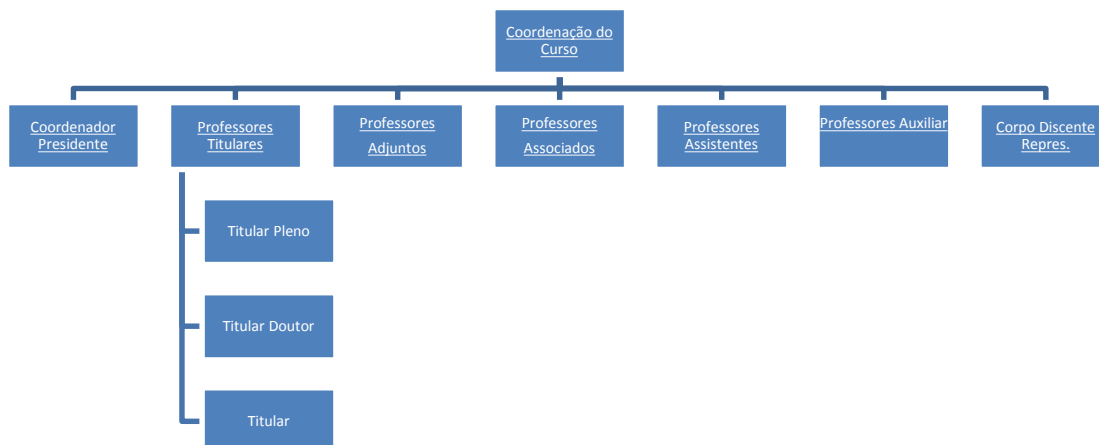 Coordenação do
Curso
Coordenador
Presidente
Professores
Titulares
Professores
Adjuntos
Professores
Associados
Professores
Assistentes
Professores Auxiliar
Corpo Discente
Repres.
Titular Pleno
Titular Doutor
Titular